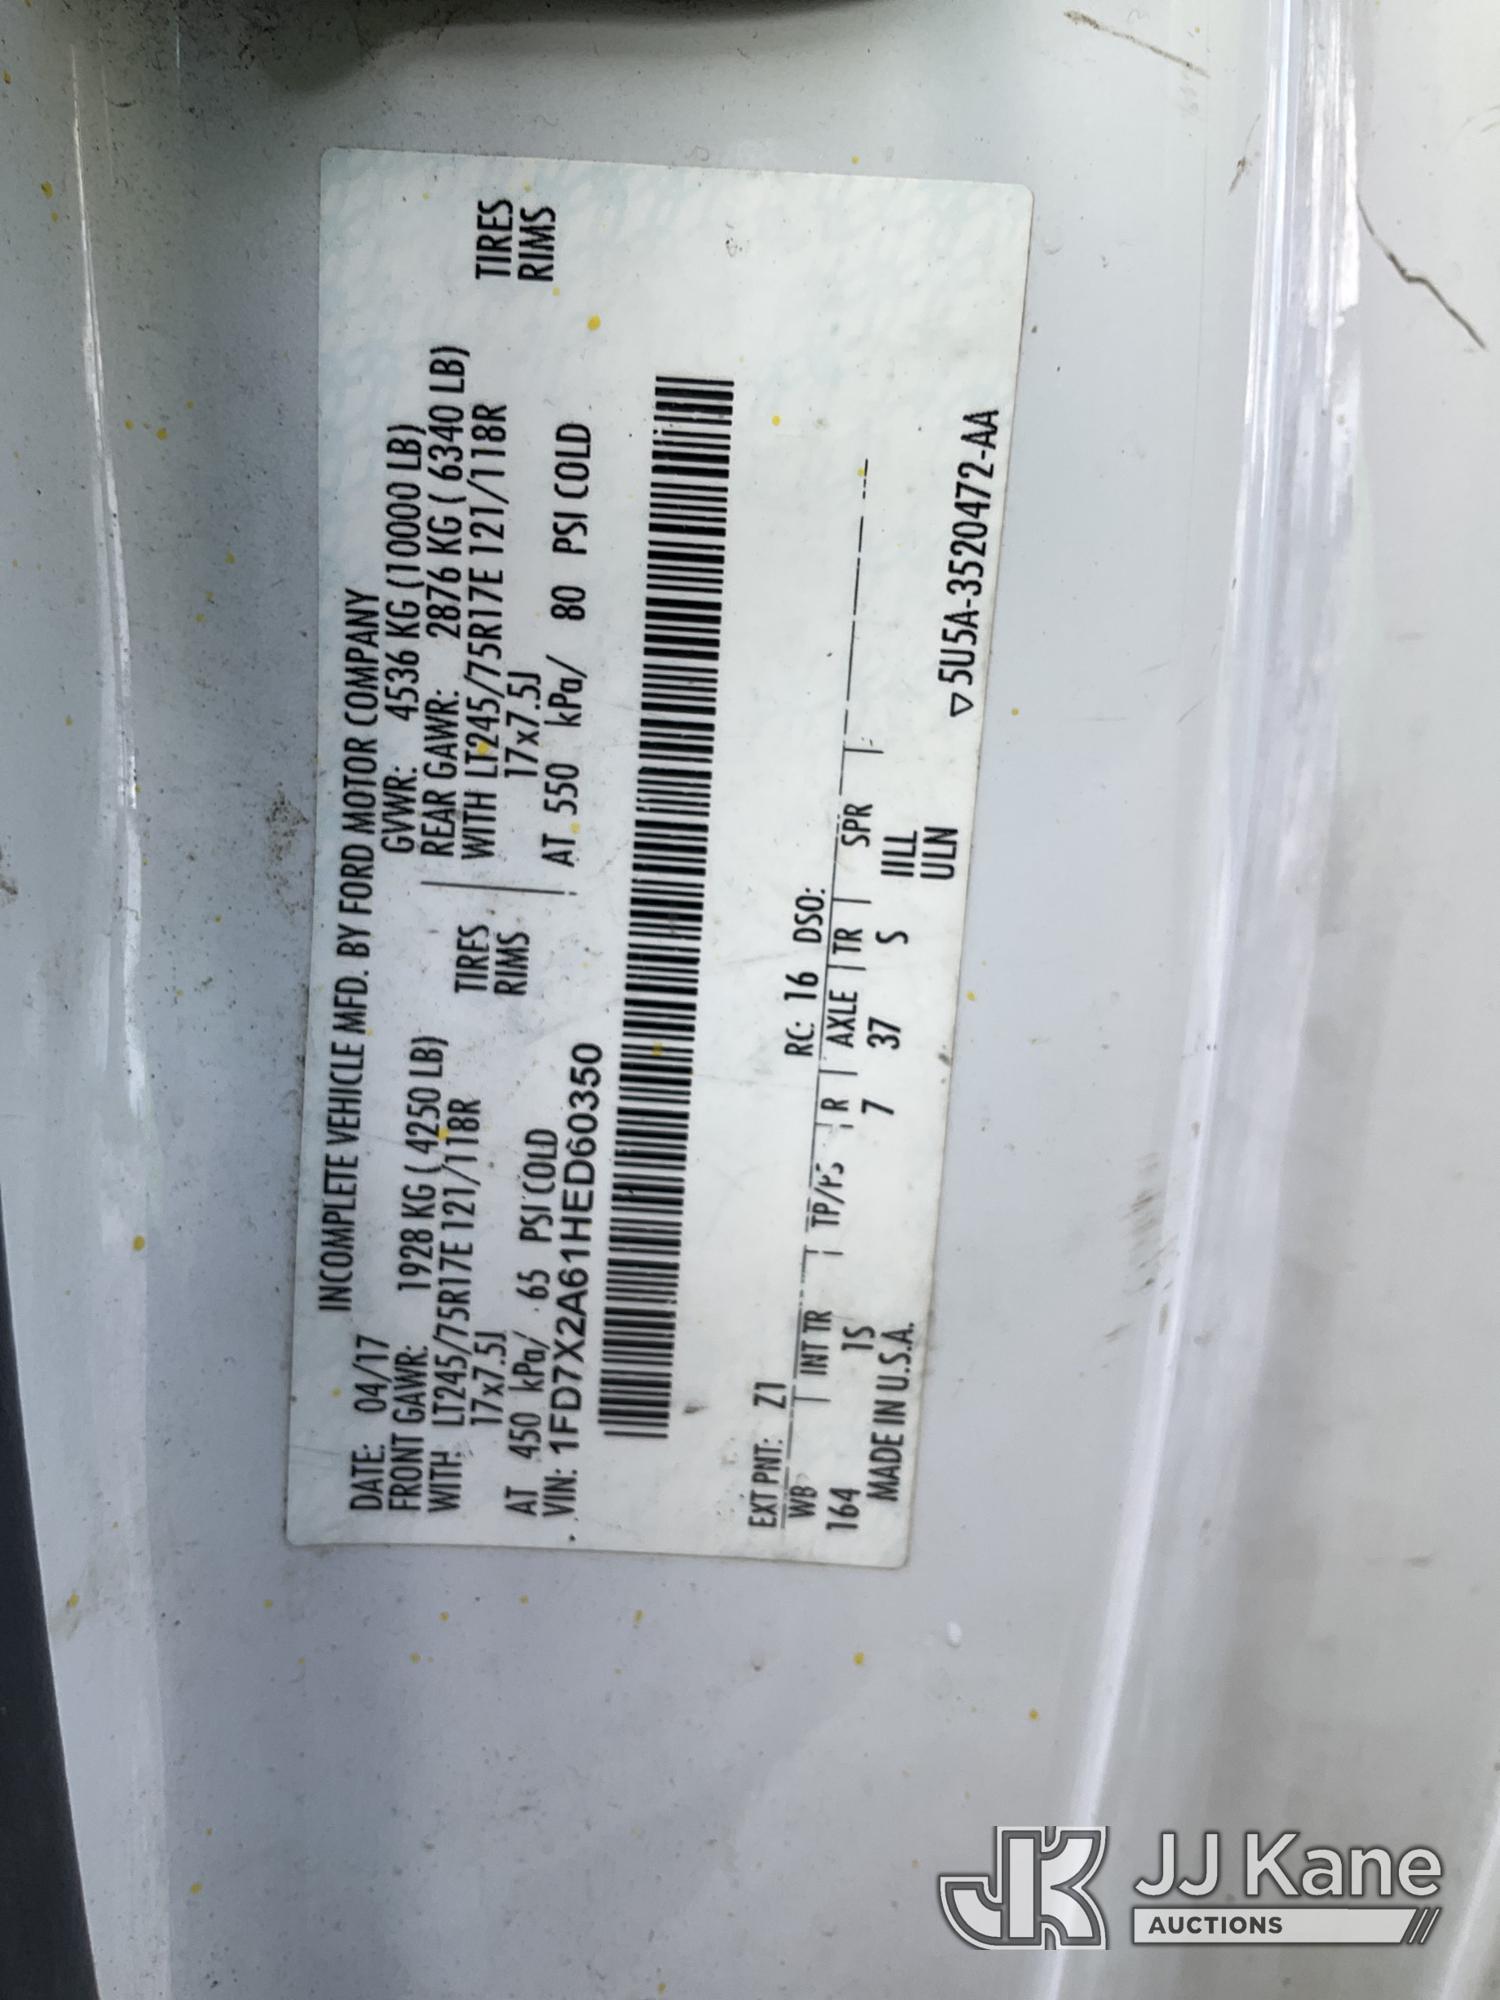 INCOMPLETE VEHICLE MFD. BY FORD MOTOR COMPANY
DATE: 04/17 GVWR: 4536 KG (10000 LB)
FRONT GAWR: 1928 KG ( 4250 LB) REAR GAWR: 2876 KG ( 6340 LB)
WITH LT245/75R17E 121/118R TIRES WITH LT245/75R17E 121/118R TIRES
17x7.5J RIMS 17x7.5J RIMS
AT 450 kPa/ 65 PSI COLD AT 550 kPa/ 80 PSI COLD
VIN: 1FD7X2A61HED60350
EXT PNT: Z1 RC: 16 DSO:
WB INT TR TP/PS R AXLE TR SPR
164 1S 7 37 S IILL
MADE IN U.S.A. ULN
▽5U5A-3520472-AA
JK JJ Kane
AUCTIONS